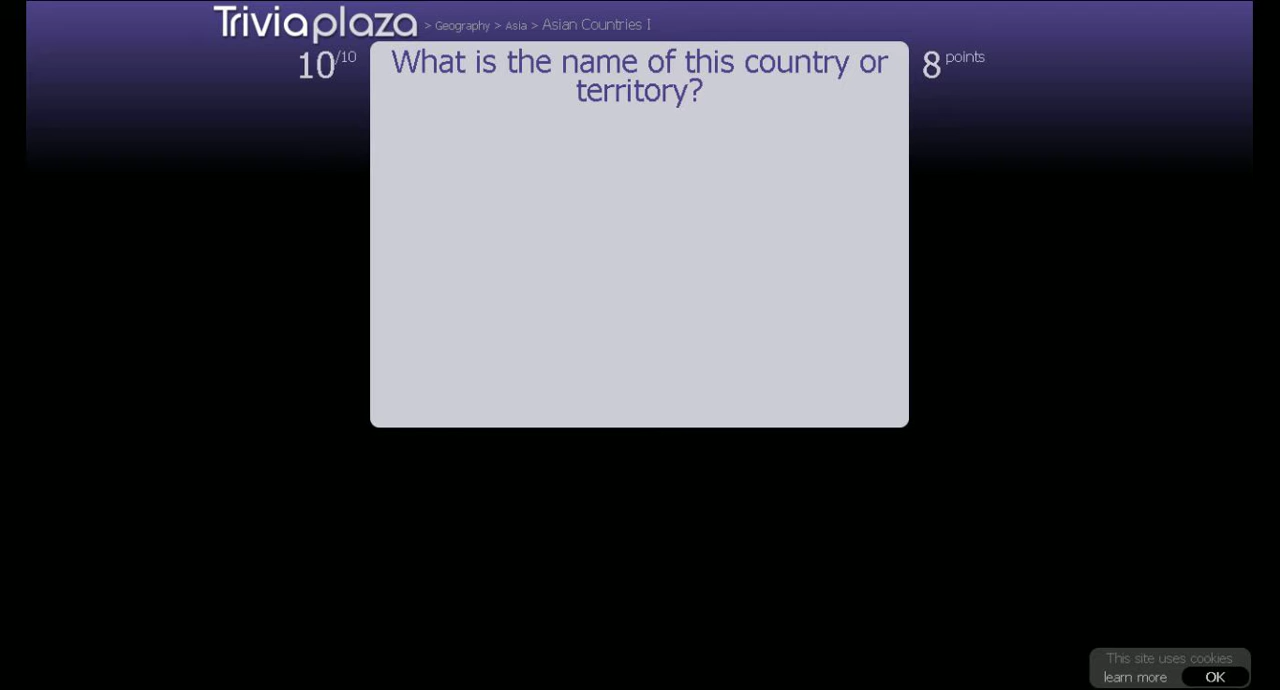 Triviaplaza > Geography > Asia > Asian Countries I
10/10
What is the name of this country or
territory?
8 points
This site uses cookies
learn more OK